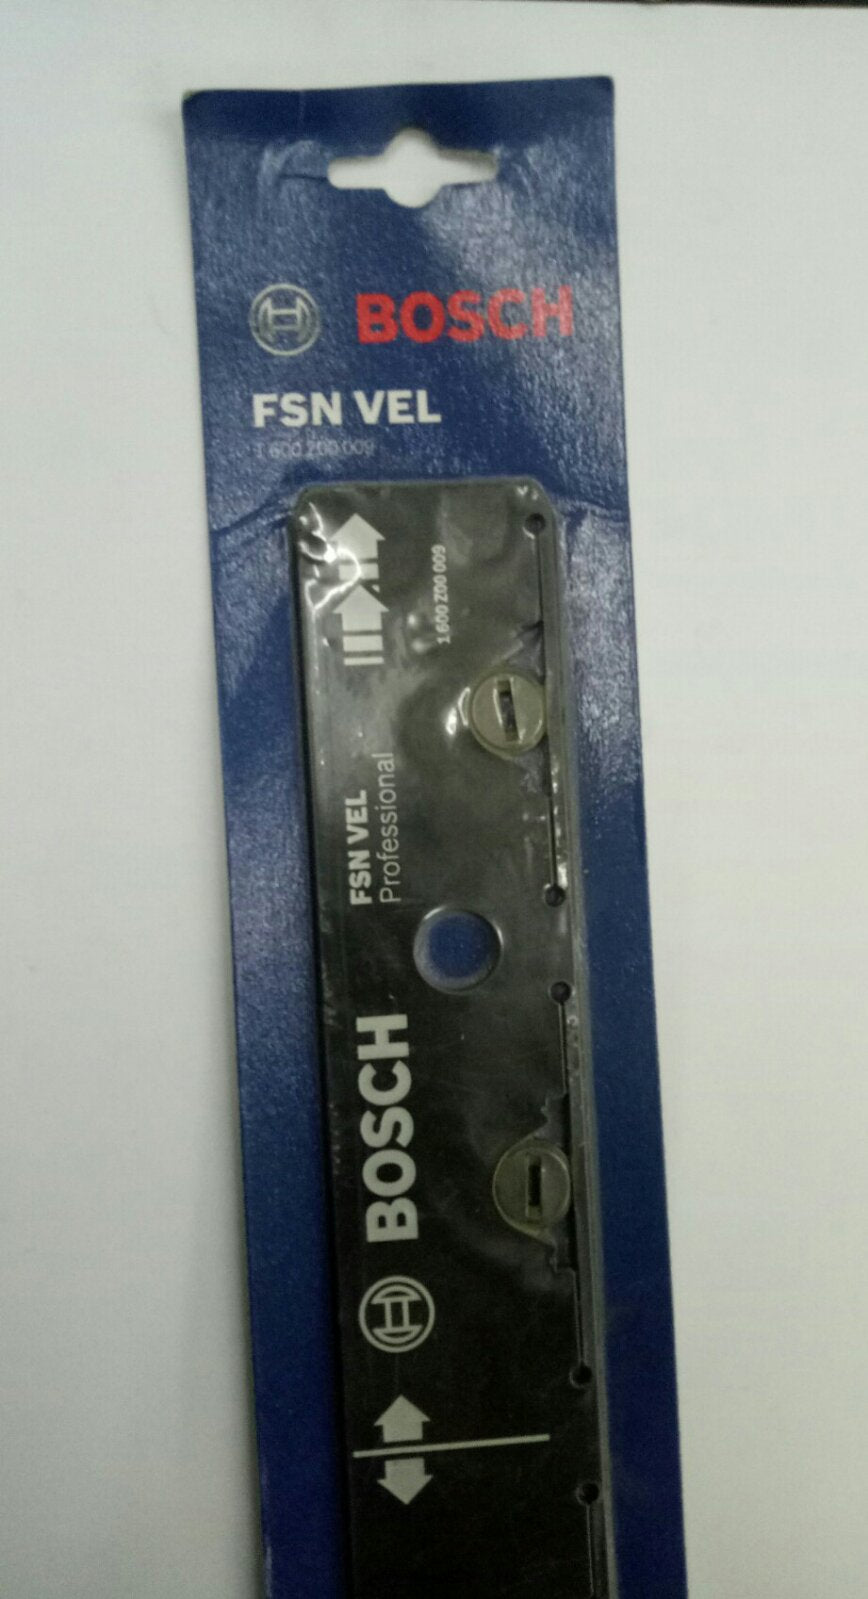 BOSCH
FSN VEL
1 600 Z00 009
1 600 Z00 009
FSN VEL
Professional
BOSCH